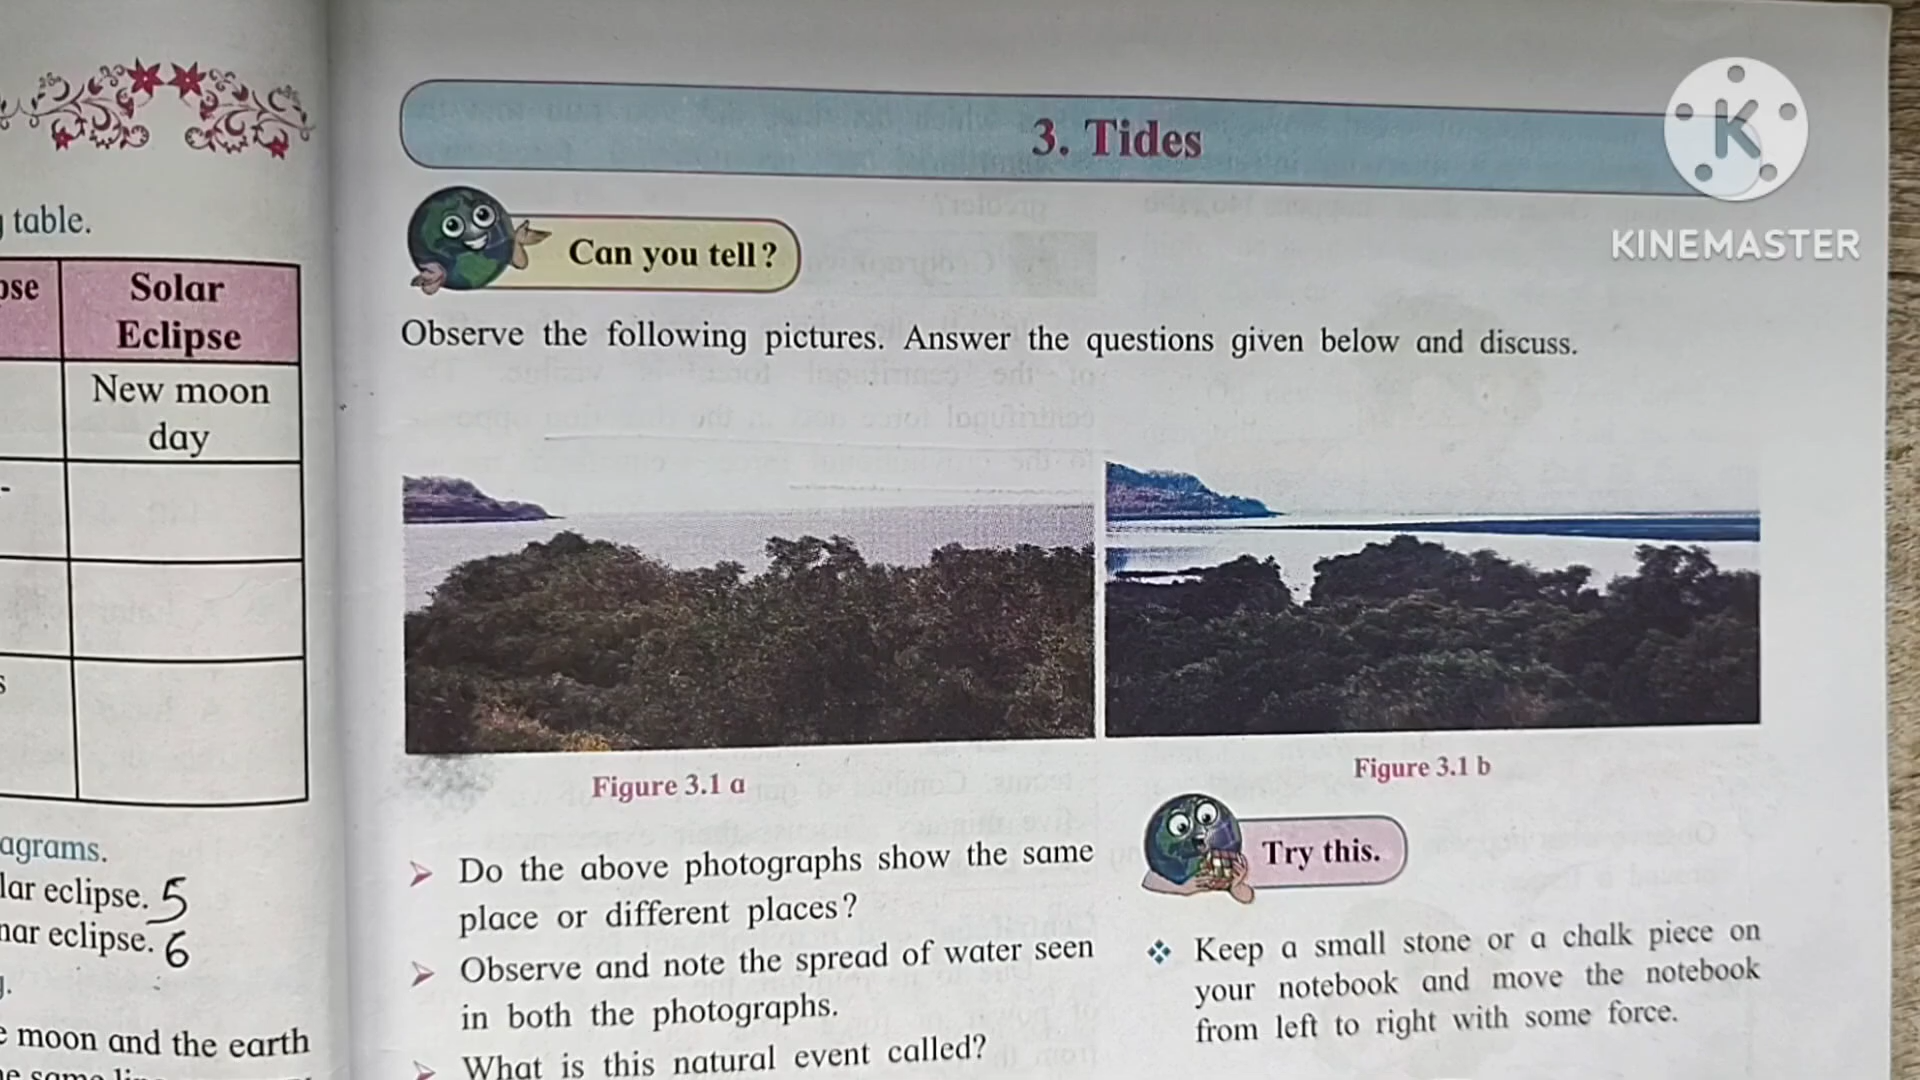 table.
Solar
Eclipse
New moon
day
agrams.
lar eclipse. 5
nar eclipse. 6
moon and the earth
3. Tides
K
KINEMASTER
Can you tell?
Observe the following pictures. Answer the questions given below and discuss.
Figure 3.1 a
Figure 3.1 b
➤ Do the above photographs show the same
place or different places?
➤ Observe and note the spread of water seen
in both the photographs.
➤ What is this natural event called?
Try this.
❖ Keep a small stone or a chalk piece on
your notebook and move the notebook
from left to right with some force.